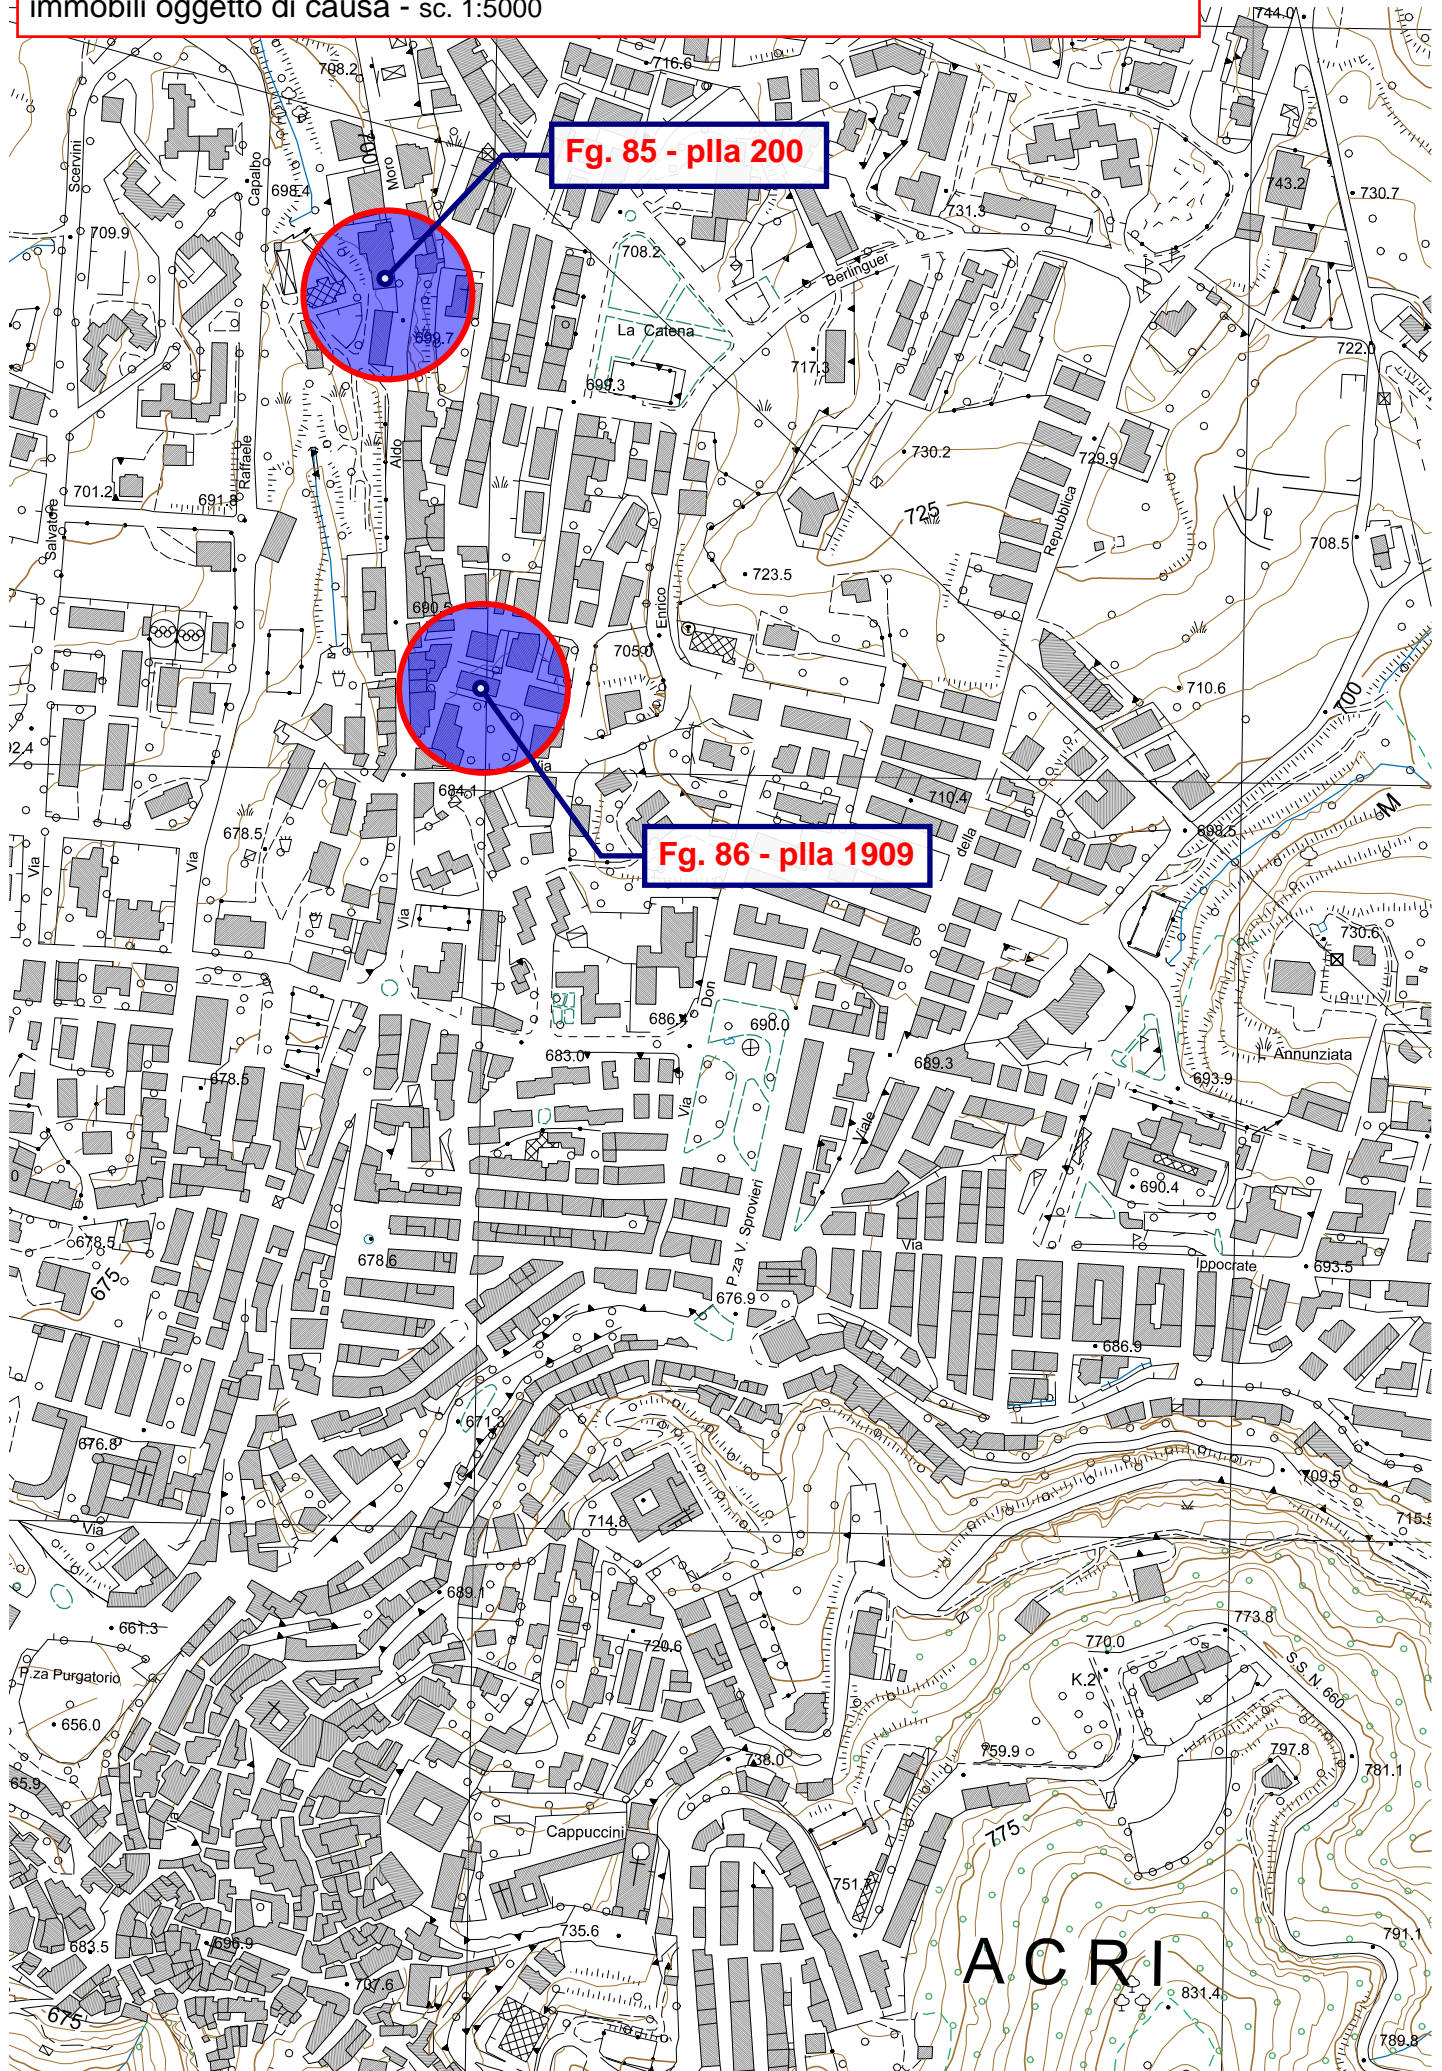 immobili oggetto di causa - sc. 1:5000
744.0
716.6
708.2
700
Fg. 85 - plla 200
Scervini
Capalbo
Moro
698.4
743.2
730.7
731.3
709.9
708.2
Berlinguer
La Catena
699.7
722.0
717.3
699.3
Raffaele
Aldo
730.2
729.9
701.2
691.8
725
Repubblica
Salvatore
708.5
723.5
690.5
Enrico
705.0
710.6
700
Via
684.1
710.4
M
678.5
698.5
della
Fg. 86 - plla 1909
Via
Via
Via
730.6
Don
686.4
690.0
683.0
689.3
Annunziata
678.5
693.9
Via
Viale
690.4
P.za V. Sprovieri
678.5
678.6
Via
Ippocrate
693.5
675
676.9
686.9
671.3
676.8
709.5
Via
714.8
715.5
689.1
661.3
773.8
720.6
770.0
P.za Purgatorio
K.2
S.S.N. 660
656.0
738.0
759.9
797.8
781.1
65.9
Via
Cappuccini
775
751.7
735.6
683.5
696.9
791.1
ACRI
707.6
831.4
675
789.8